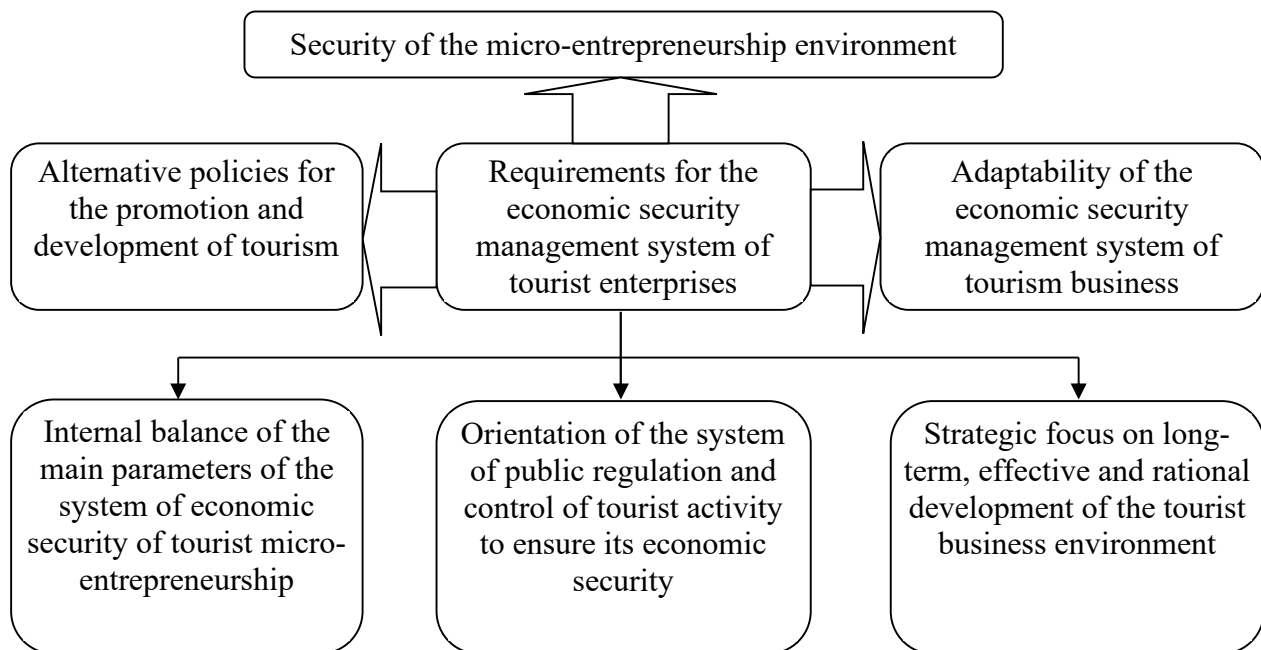 Security of the micro-entrepreneurship environment
Alternative policies for
the promotion and
development of tourism
Requirements for the
economic security
management system of
tourist enterprises
Adaptability of the
economic security
management system of
tourism business
Internal balance of the
main parameters of the
system of economic
security of tourist micro-
entrepreneurship
Orientation of the system
of public regulation and
control of tourist activity
to ensure its economic
security
Strategic focus on long-
term, effective and rational
development of the tourist
business environment